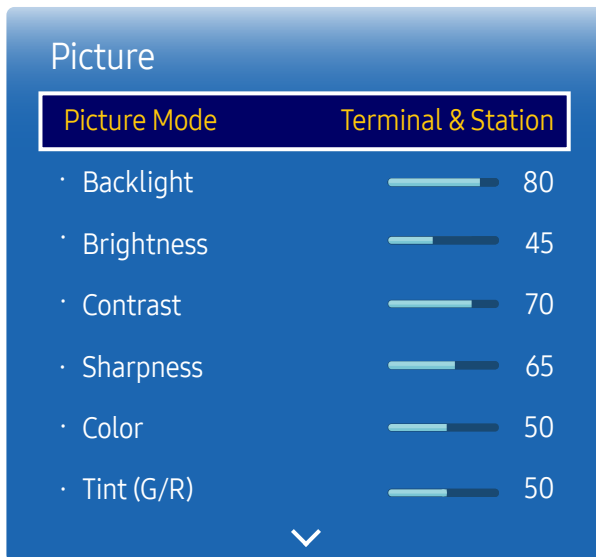 Picture
Picture Mode Terminal & Station
· Backlight 80
· Brightness 45
· Contrast 70
· Sharpness 65
· Color 50
· Tint (G/R) 50